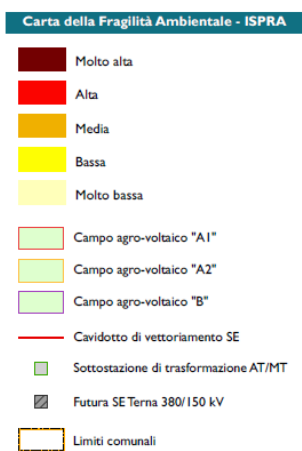 Carta della Fragilità Ambientale - ISPRA
Molto alta
Alta
Media
Bassa
Molto bassa
Campo agro-voltaico "A1"
Campo agro-voltaico "A2"
Campo agro-voltaico "B"
Cavidotto di vettoriamento SE
Sottostazione di trasformazione AT/MT
Futura SE Terna 380/150 kV
Limiti comunali